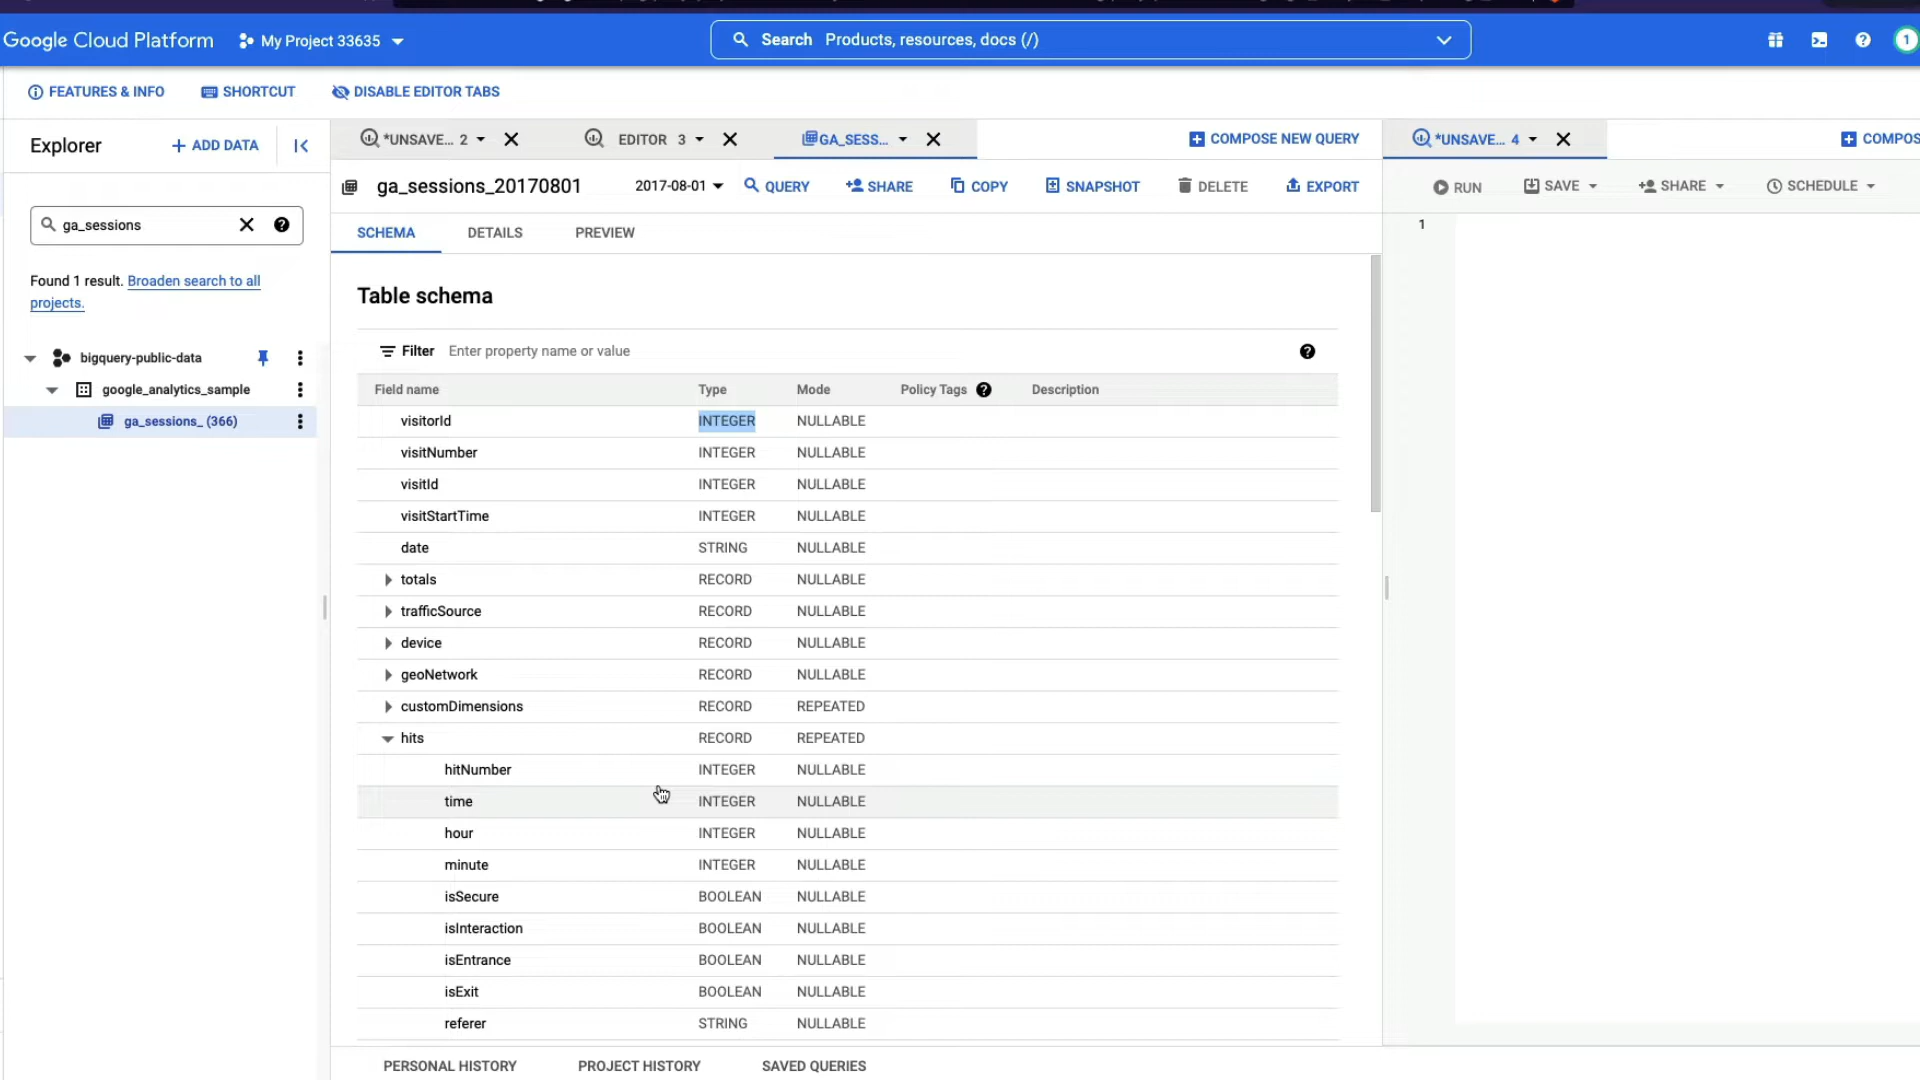 Google Cloud Platform My Project 33635 Search Products, resources, docs (/) 1
FEATURES & INFO SHORTCUT DISABLE EDITOR TABS
Explorer ADD DATA
*UNSAVE... 2 EDITOR 3 GA_SESS... COMPOSE NEW QUERY *UNSAVE... 4 COMPOS
ga_sessions_20170801 2017-08-01 QUERY SHARE COPY SNAPSHOT DELETE EXPORT RUN SAVE SHARE SCHEDULE
ga_sessions
Found 1 result. Broaden search to all
projects.
bigquery-public-data
google_analytics_sample
ga_sessions_ (366)
SCHEMA DETAILS PREVIEW
Table schema
Filter Enter property name or value
Field name Type Mode Policy Tags Description
visitorId INTEGER NULLABLE
visitNumber INTEGER NULLABLE
visitId INTEGER NULLABLE
visitStartTime INTEGER NULLABLE
date STRING NULLABLE
totals RECORD NULLABLE
trafficSource RECORD NULLABLE
device RECORD NULLABLE
geoNetwork RECORD NULLABLE
customDimensions RECORD REPEATED
hits RECORD REPEATED
hitNumber INTEGER NULLABLE
time INTEGER NULLABLE
hour INTEGER NULLABLE
minute INTEGER NULLABLE
isSecure BOOLEAN NULLABLE
isInteraction BOOLEAN NULLABLE
isEntrance BOOLEAN NULLABLE
isExit BOOLEAN NULLABLE
referer STRING NULLABLE
PERSONAL HISTORY PROJECT HISTORY SAVED QUERIES
1